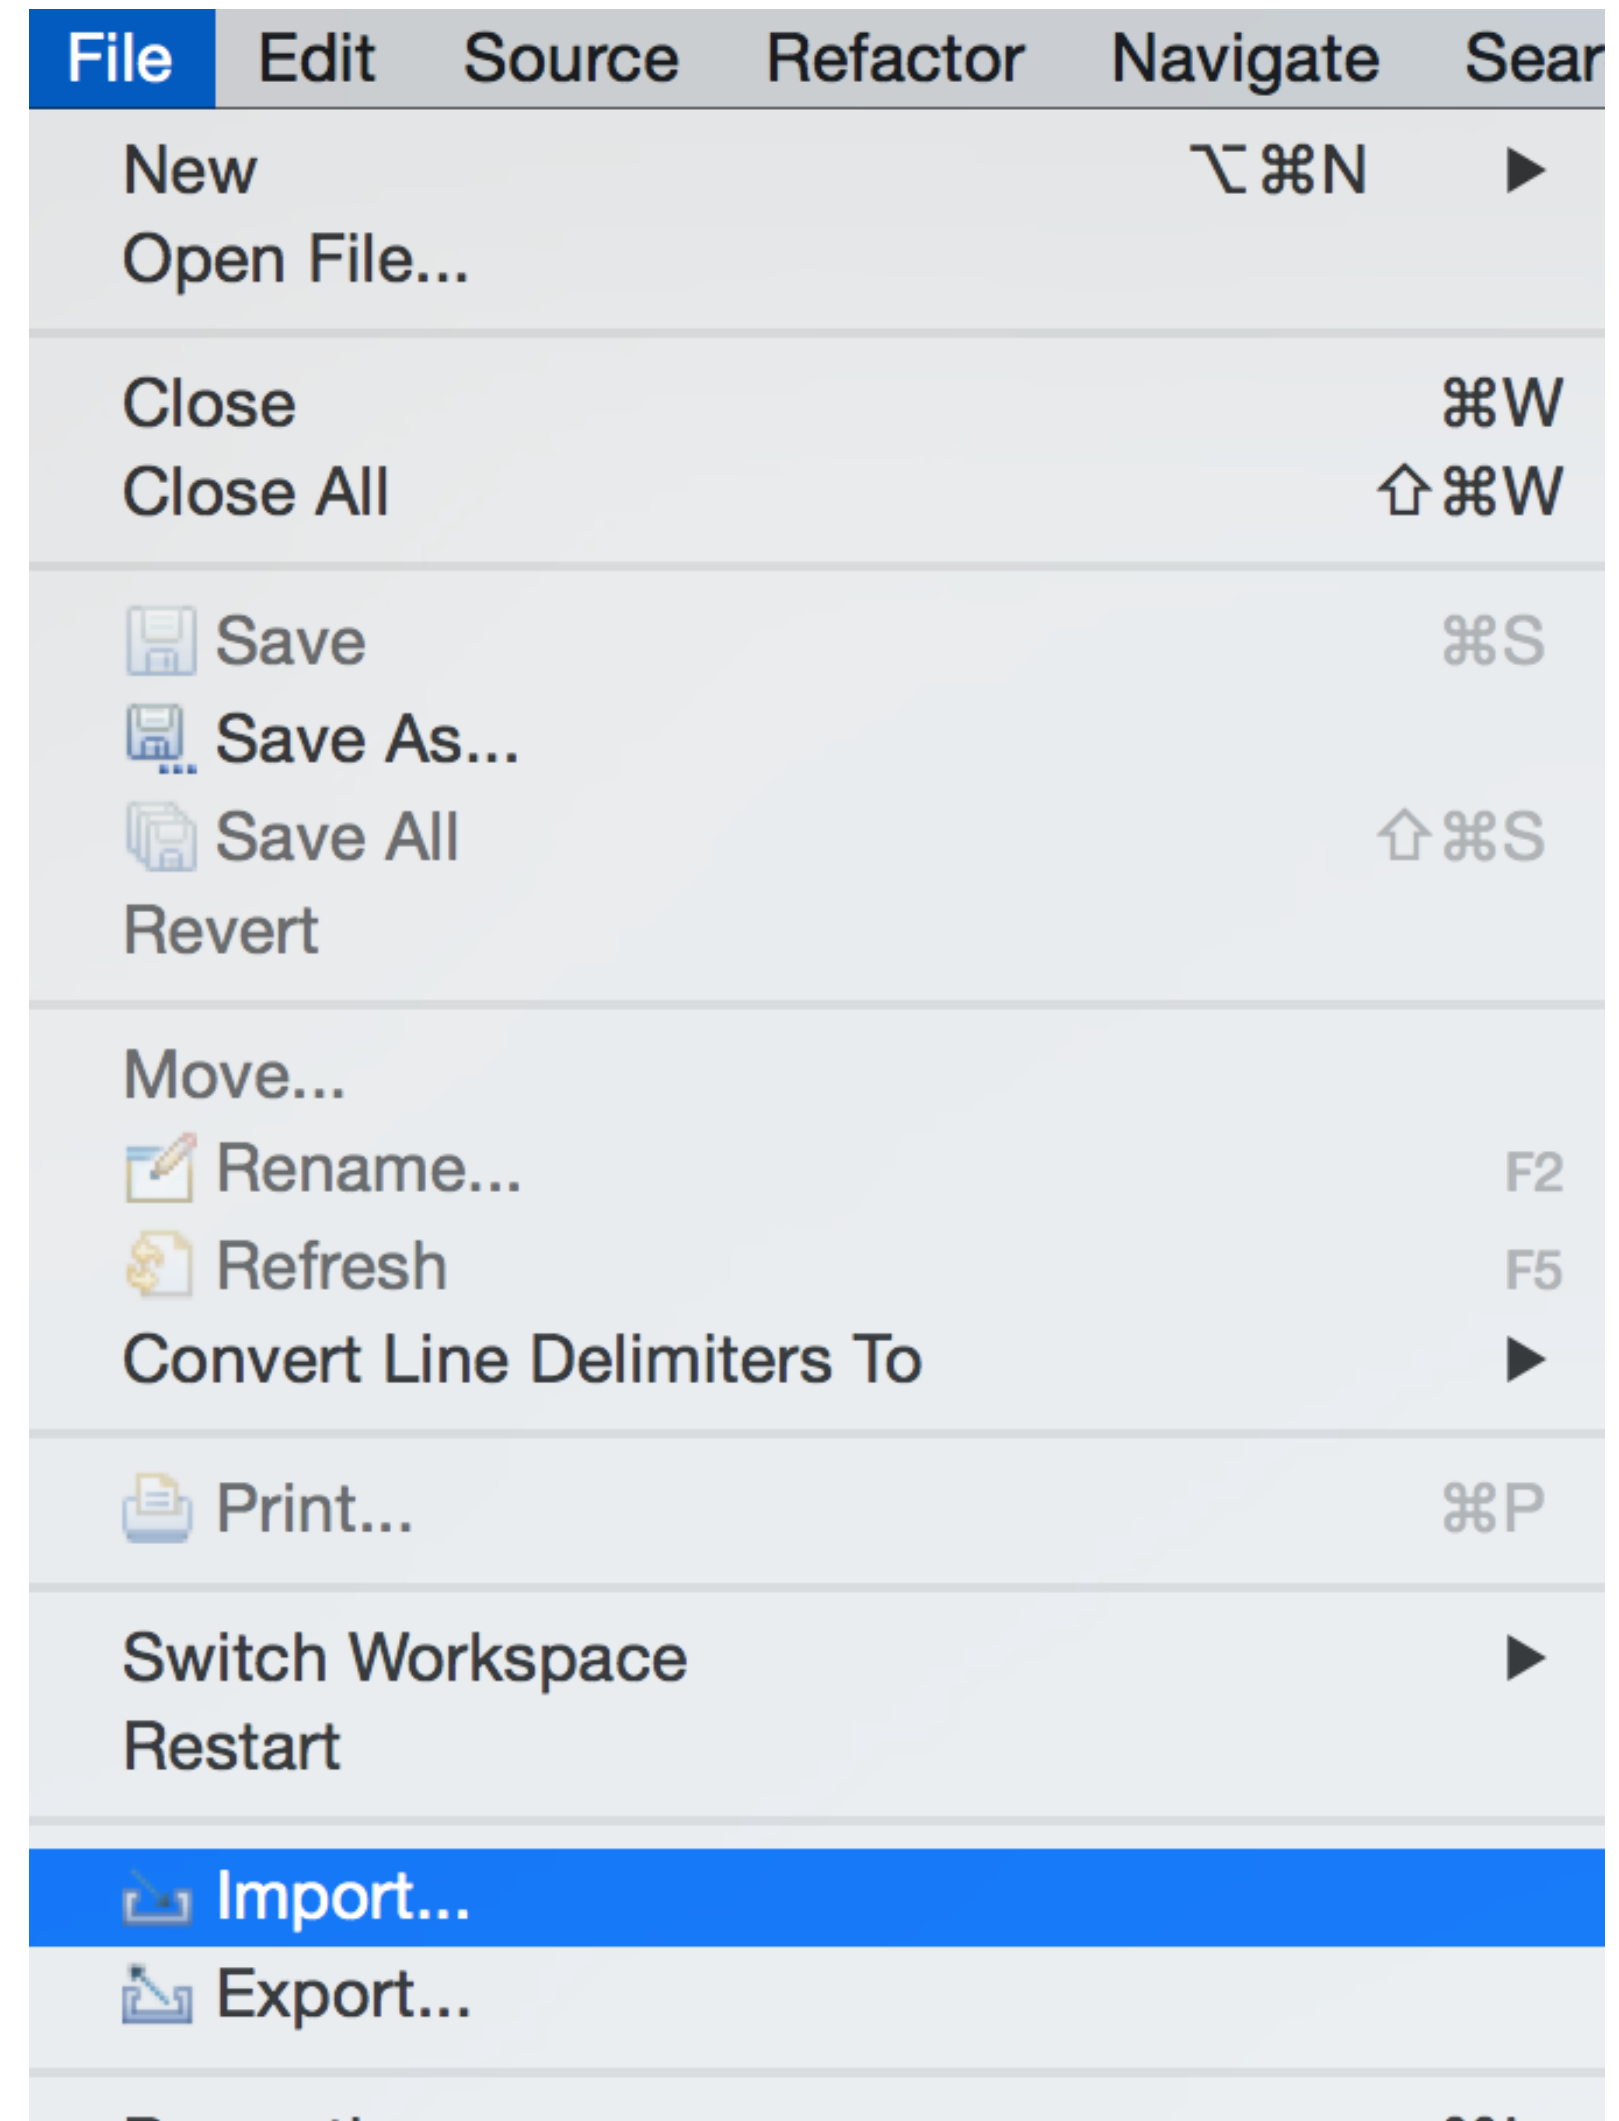 File Edit Source Refactor Navigate Sear
New ⌥⌘N ▶
Open File...
Close ⌘W
Close All ⇧⌘W
Save ⌘S
Save As...
Save All ⇧⌘S
Revert
Move...
Rename... F2
Refresh F5
Convert Line Delimiters To ▶
Print... ⌘P
Switch Workspace ▶
Restart
Import...
Export...